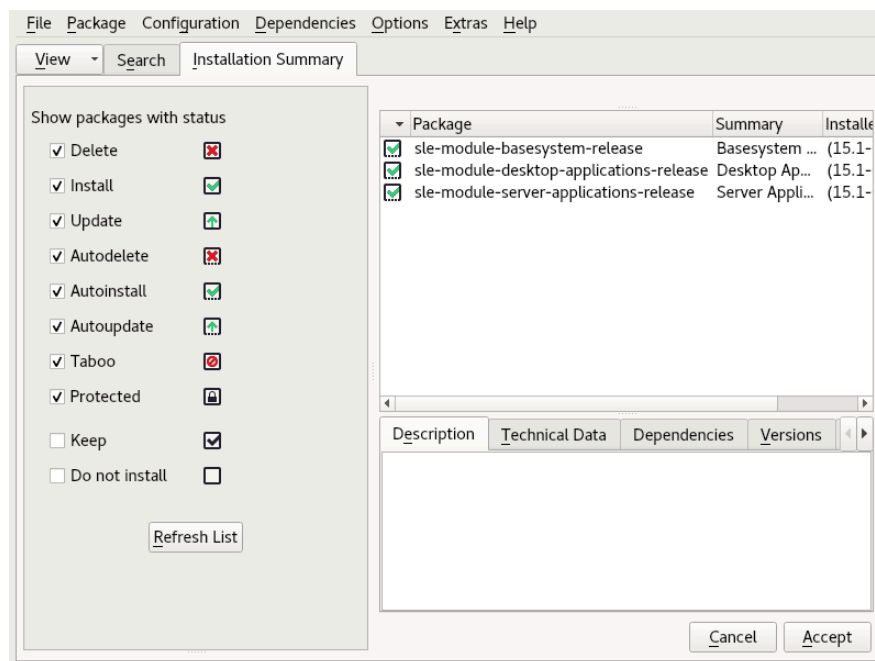 File Package Configuration Dependencies Options Extras Help
View Search Installation Summary
Show packages with status
Delete
Install
Update
Autodelete
Autoinstall
Autoupdate
Taboo
Protected
Keep
Do not install
Refresh List
Package Summary Installe
sle-module-basesystem-release Basesystem ... (15.1-
sle-module-desktop-applications-release Desktop Ap... (15.1-
sle-module-server-applications-release Server Appli... (15.1-
Description Technical Data Dependencies Versions
Cancel Accept